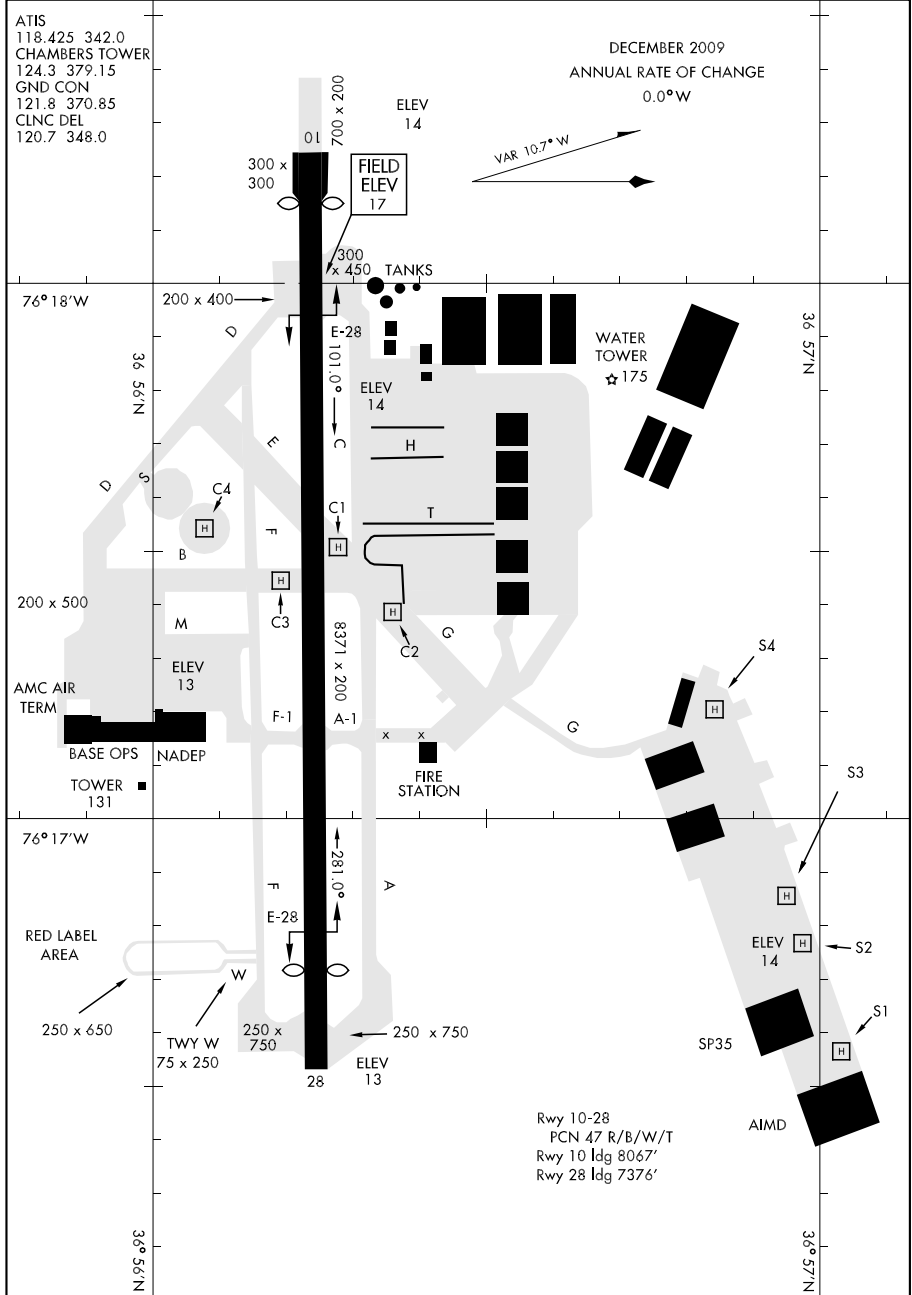 ATIS
118.425 342.0
CHAMBERS TOWER
124.3 379.15
GND CON
121.8 370.85
CLNC DEL
120.7 348.0
DECEMBER 2009
ANNUAL RATE OF CHANGE
0.0° W
VAR 10.7° W
ELEV
14
700 x 200
10
300 x
300
FIELD
ELEV
17
300
x 450
TANKS
76° 18'W
200 x 400
D
E-28
101.0°
36 56'N
36 57'N
WATER
TOWER
175
ELEV
14
E
C
H
D
S
C4
H
C1
H
T
F
B
H
C3
H
C2
200 x 500
M
G
8371 x 200
ELEV
13
S4
H
AMC AIR
TERM
F-1
A-1
G
x
x
BASE OPS
NADEP
FIRE
STATION
TOWER
131
S3
76° 17'W
281.0°
F
A
H
E-28
RED LABEL
AREA
ELEV
14
H
S2
W
S1
250 x 650
TWY W
75 x 250
250 x
750
250 x 750
SP35
H
28
ELEV
13
AIMD
Rwy 10-28
PCN 47 R/B/W/T
Rwy 10 ldg 8067'
Rwy 28 ldg 7376'
36° 56'N
36° 57'N